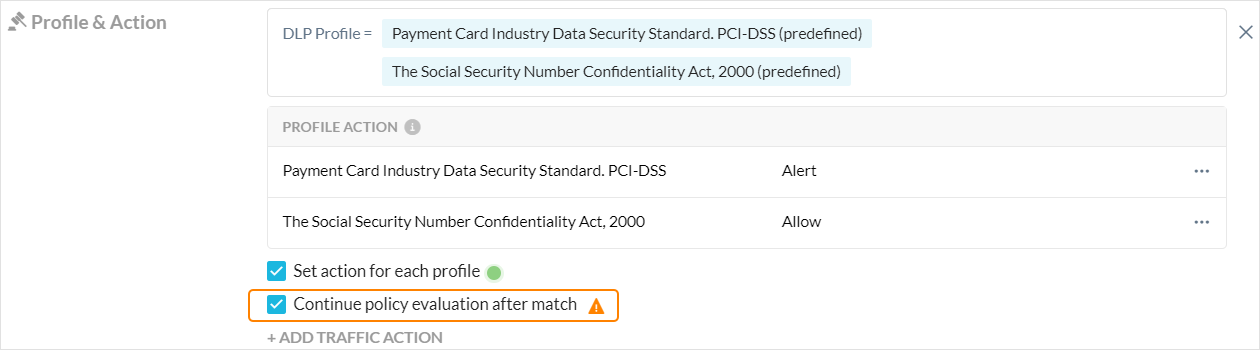 Profile & Action
DLP Profile = Payment Card Industry Data Security Standard. PCI-DSS (predefined)
The Social Security Number Confidentiality Act, 2000 (predefined)
PROFILE ACTION
Payment Card Industry Data Security Standard. PCI-DSS Alert
The Social Security Number Confidentiality Act, 2000 Allow
Set action for each profile
Continue policy evaluation after match
+ ADD TRAFFIC ACTION